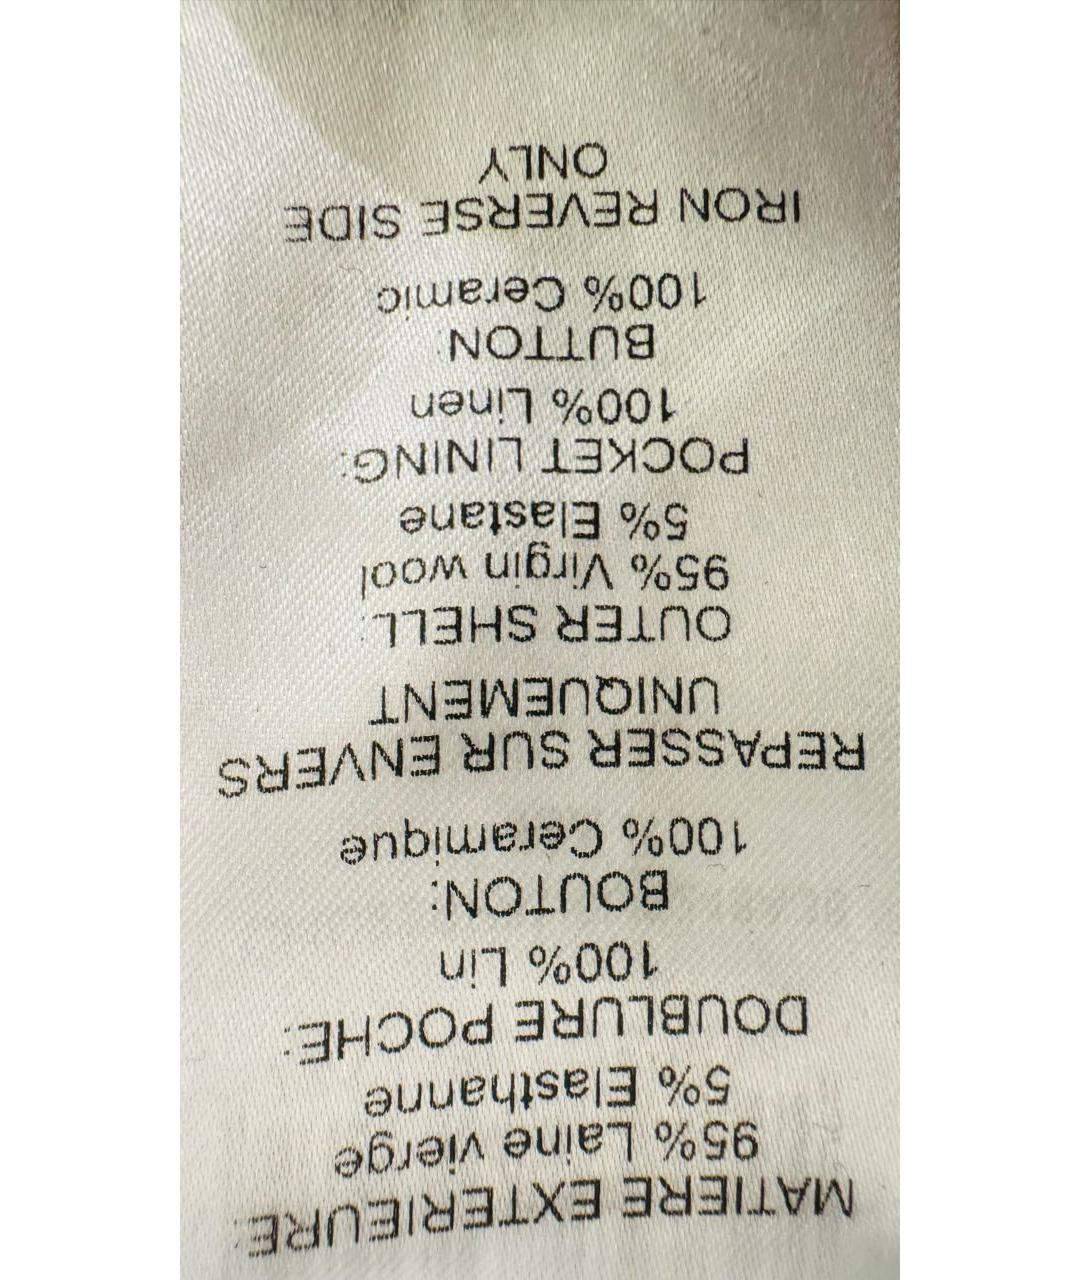 MATIERE EXTERIEURE:
95% Laine vierge
5% Elasthanne
DOUBLURE POCHE:
100% Lin
BOUTON:
100% Céramique
REPASSER SUR ENVERS
UNIQUEMENT
OUTER SHELL:
95% Virgin wool
5% Elastane
POCKET LINING:
100% Linen
BUTTON:
100% Ceramic
IRON REVERSE SIDE
ONLY